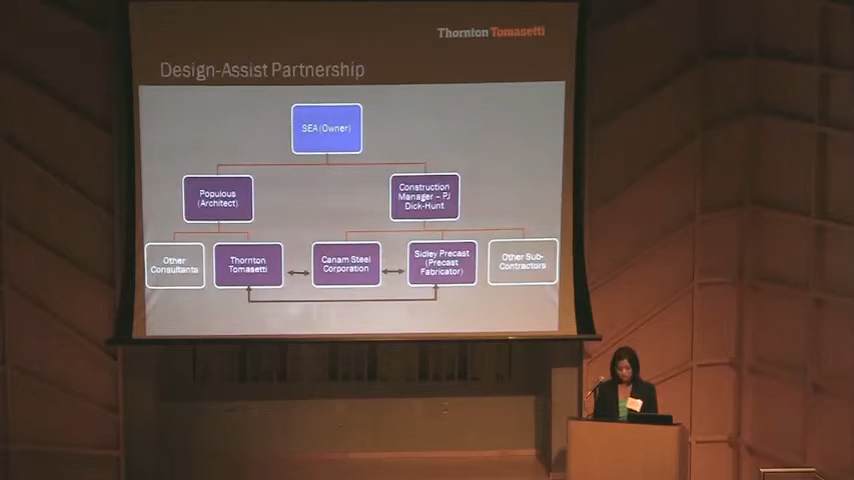 Thornton Tomasetti
Design-Assist Partnership
SEA (Owner)
Populous
(Architect)
Construction
Manager – PJ
Dick-Hunt
Other
Consultants
Thornton
Tomasetti
Canam Steel
Corporation
Sidley Precast
(Precast
Fabricator)
Other Sub-
Contractors